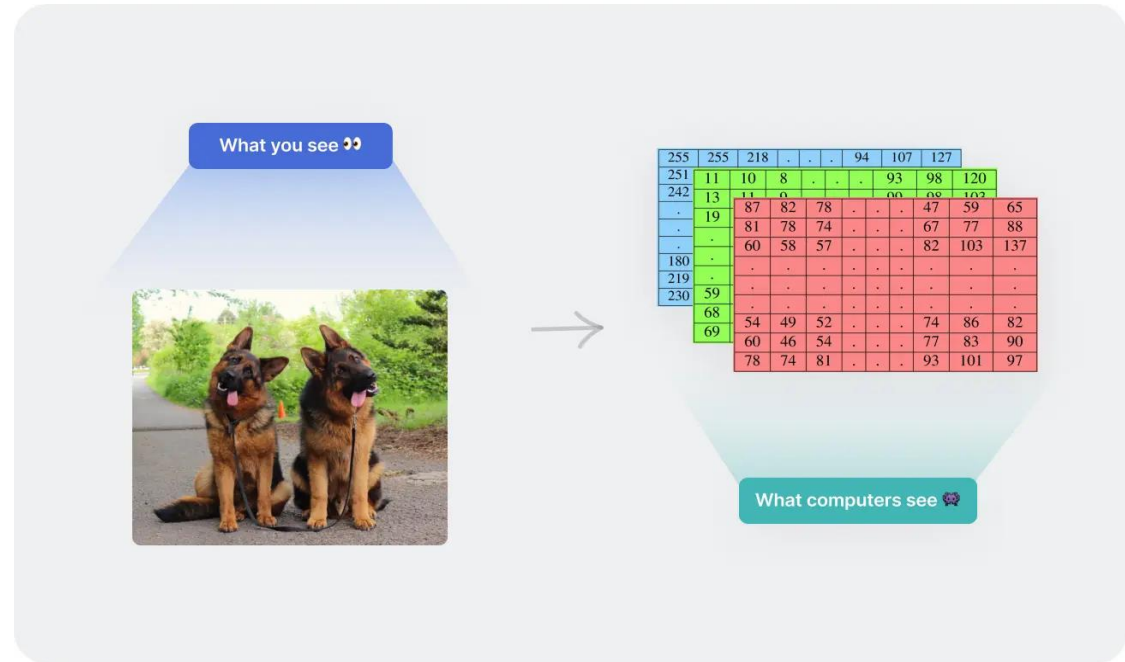 What you see 👀
255 255 218 . . . 94 107 127
251
242
.
.
.
180
219
230
11 10 8 . . . 93 98 120
13
19
.
.
.
59
68
69
87 82 78 . . . 47 59 65
81 78 74 . . . 67 77 88
60 58 57 . . . 82 103 137
. . . . . . . . .
. . . . . . . . .
. . . . . . . . .
54 49 52 . . . 74 86 82
60 46 54 . . . 77 83 90
78 74 81 . . . 93 101 97
What computers see 👾